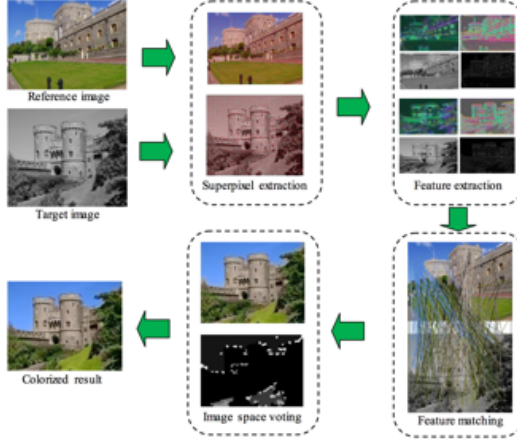 Reference image
Target image
Superpixel extraction
Feature extraction
Colorized result
Image space voting
Feature matching